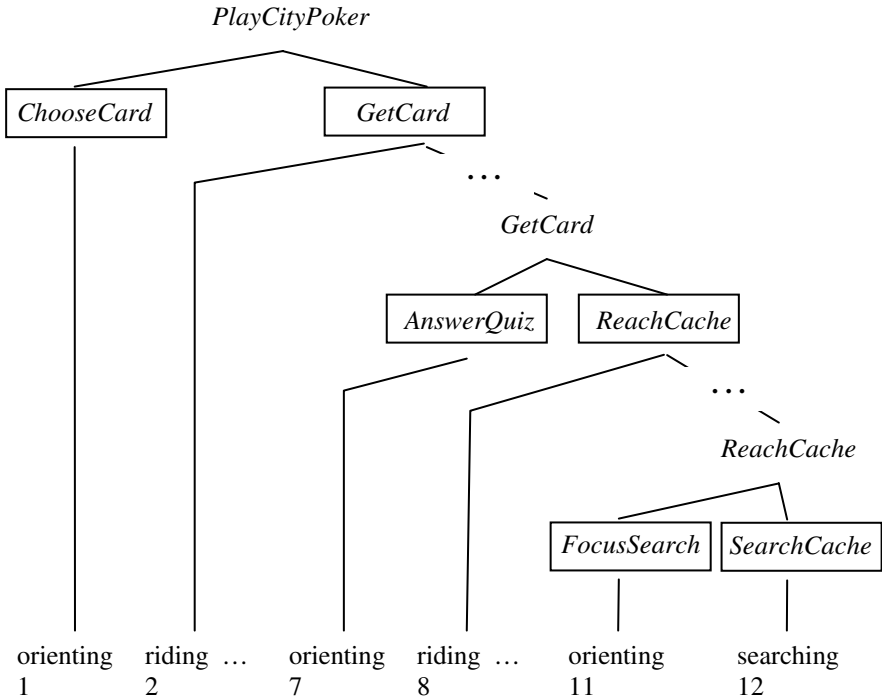 PlayCityPoker
ChooseCard GetCard
...
GetCard
AnswerQuiz ReachCache
...
ReachCache
FocusSearch SearchCache
orienting riding ... orienting riding ... orienting searching
1 2 7 8 11 12